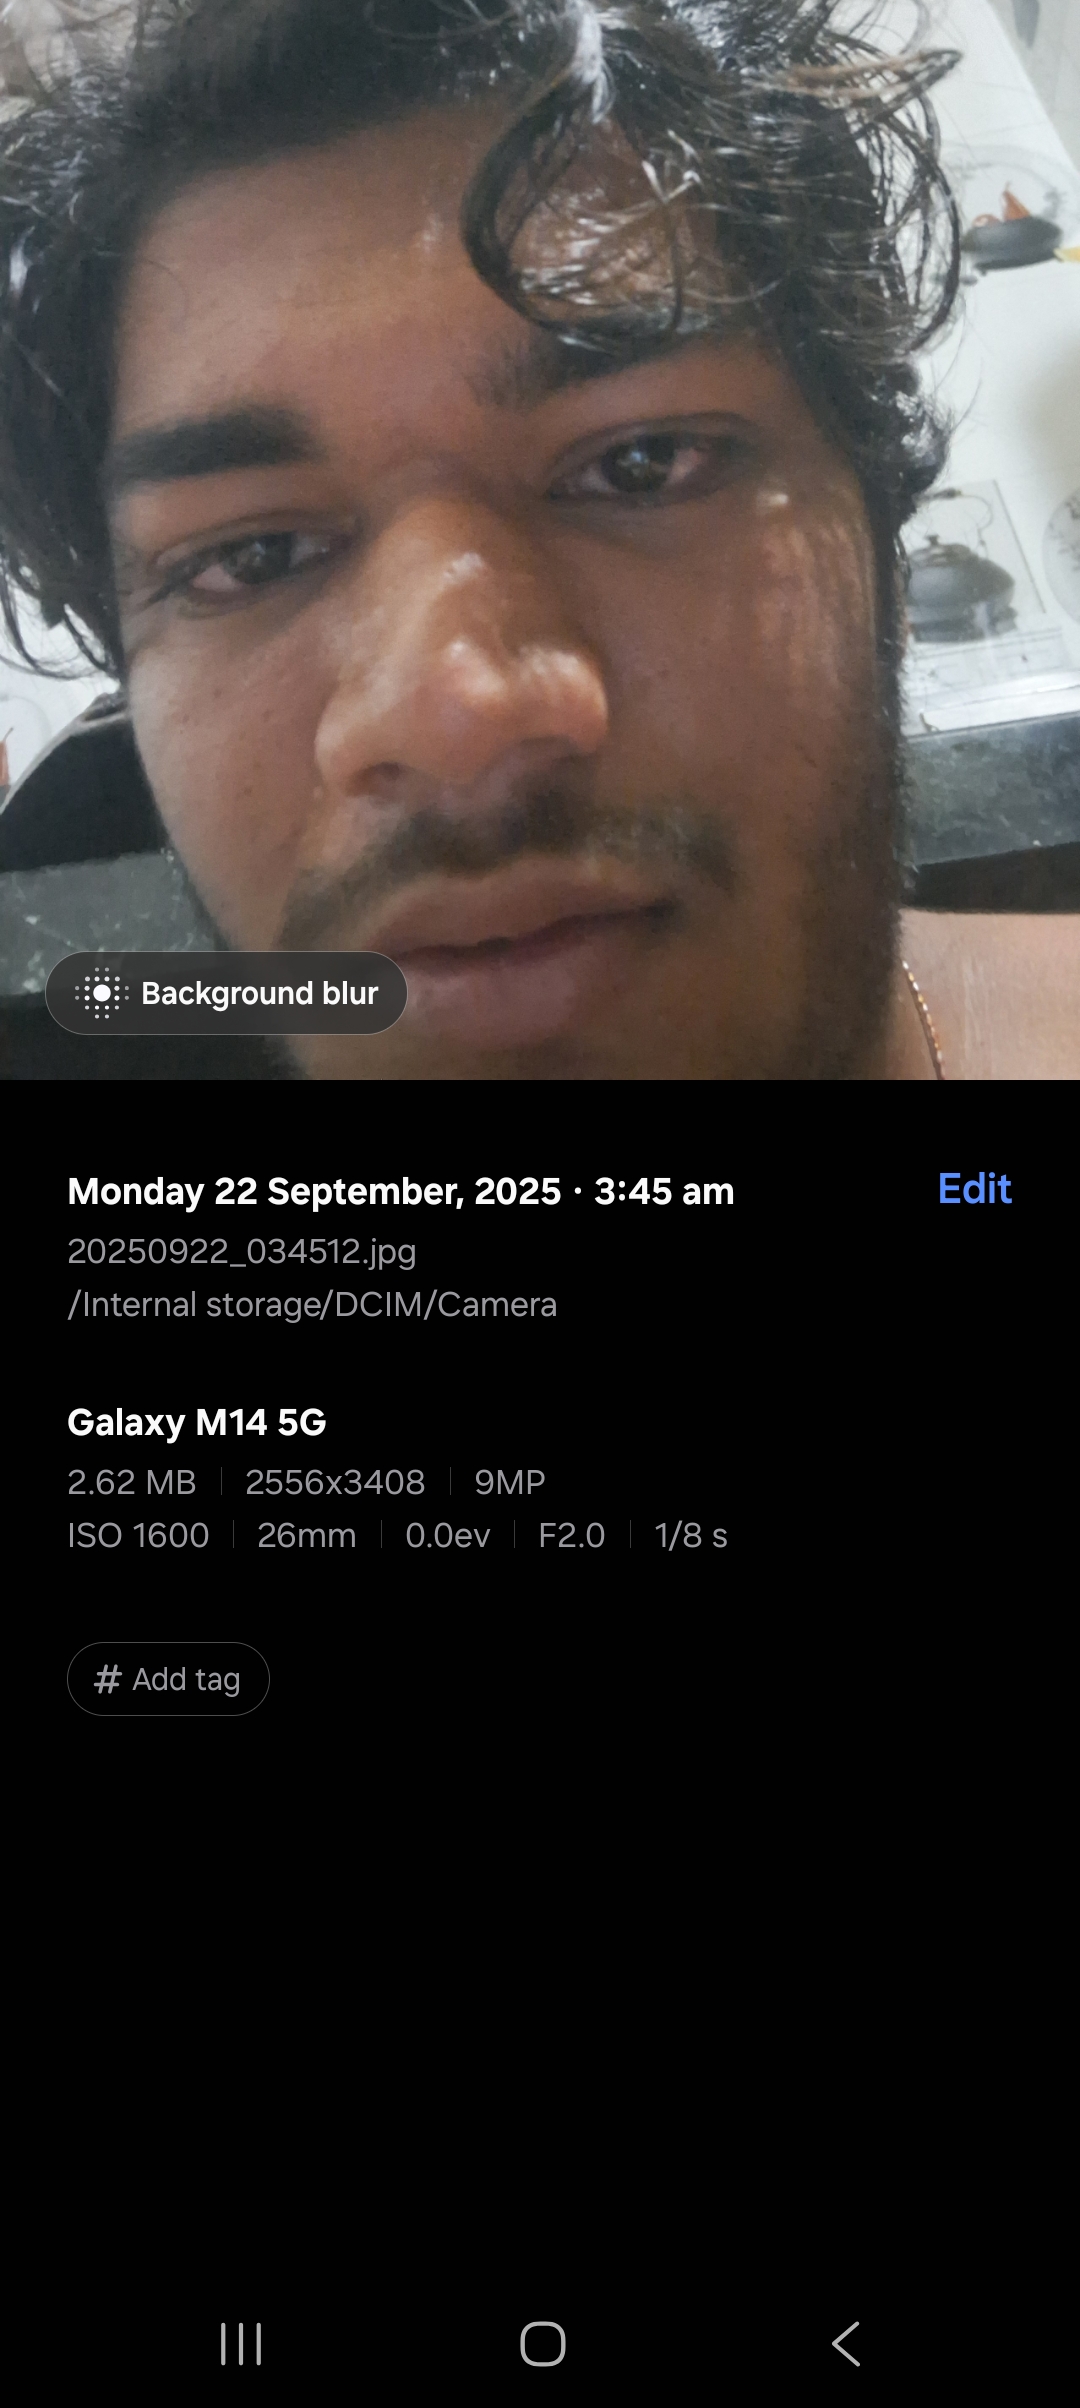 Background blur
Monday 22 September, 2025 · 3:45 am
Edit
20250922_034512.jpg
/Internal storage/DCIM/Camera
Galaxy M14 5G
2.62 MB | 2556x3408 | 9MP
ISO 1600 | 26mm | 0.0ev | F2.0 | 1/8 s
# Add tag